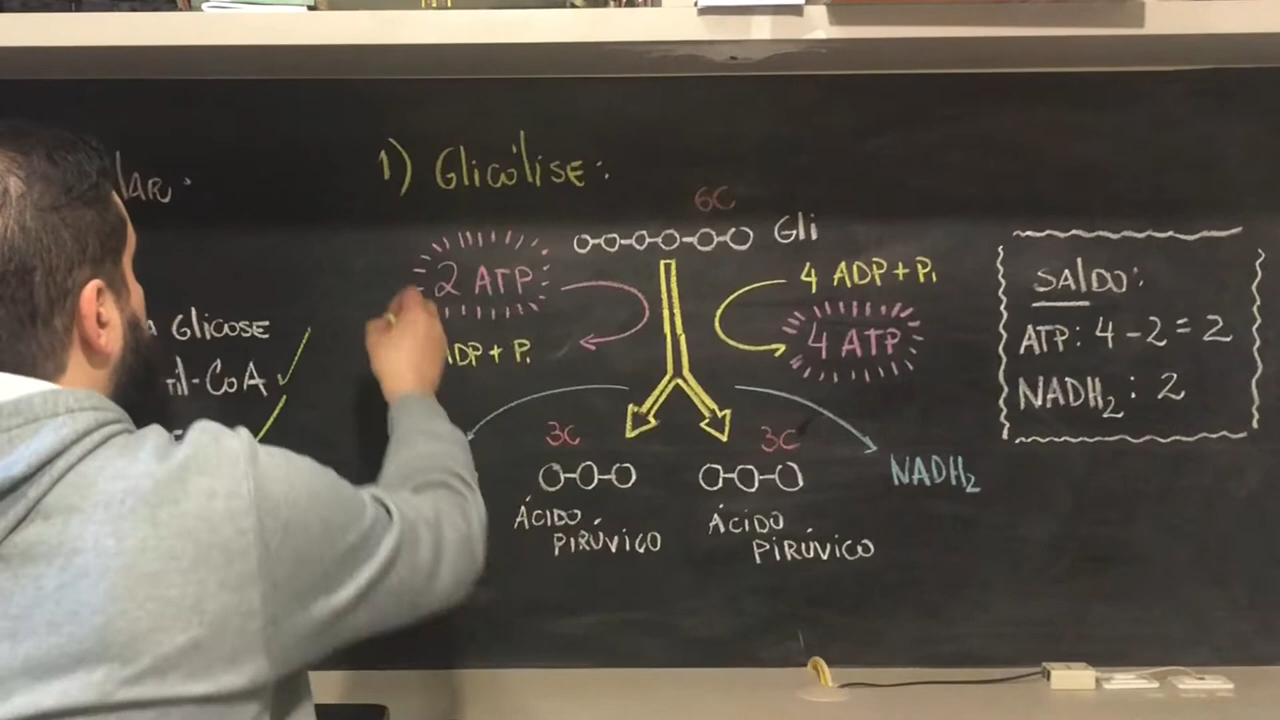 1) Glicólise:
6C
Gli
2 ATP
4 ADP + Pi
4 ATP
DP + Pi
3C
3C
NADH2
ÁCIDO
PIRÚVICO
ÁCIDO
PIRÚVICO
SALDO:
ATP: 4 - 2 = 2
NADH2: 2
LAR:
GLICOSE
til-CoA